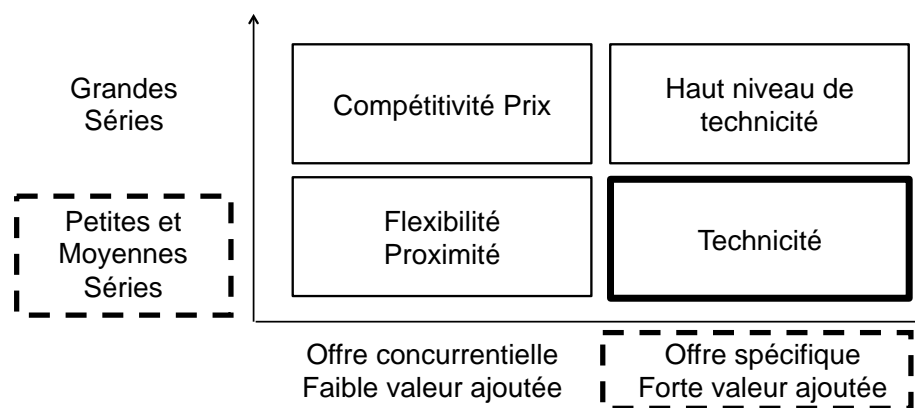 Grandes
Séries
Compétitivité Prix
Haut niveau de
technicité
Petites et
Moyennes
Séries
Flexibilité
Proximité
Technicité
Offre concurrentielle
Faible valeur ajoutée
Offre spécifique
Forte valeur ajoutée